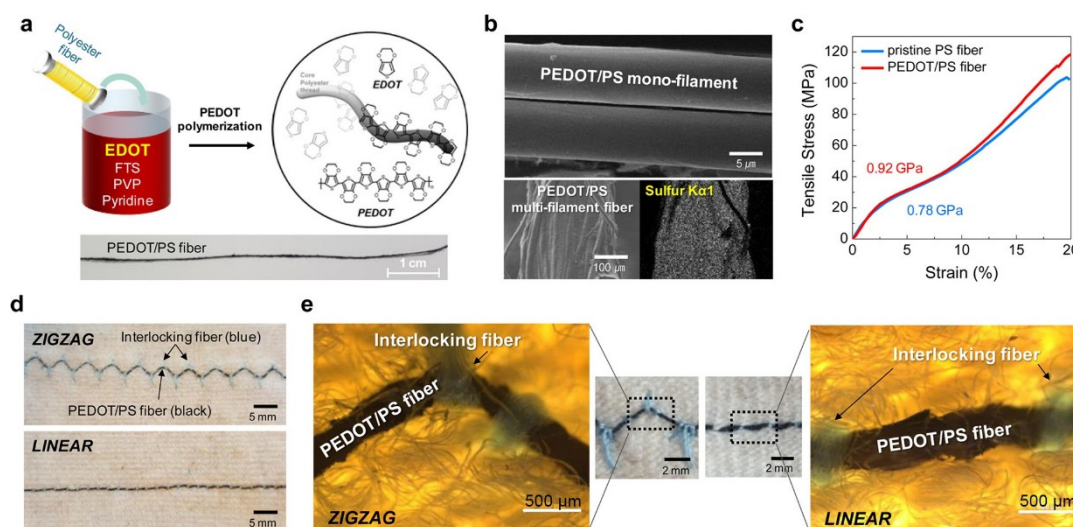 a
Polyester
fiber
EDOT
FTS
PVP
Pyridine
PEDOT
polymerization
EDOT
Core
Polyester
thread
PEDOT
PEDOT/PS fiber
1 cm
b
PEDOT/PS mono-filament
5 μm
PEDOT/PS
multi-filament fiber
100 μm
Sulfur Kα1
c
Tensile Stress (MPa)
120
100
80
60
40
20
0
pristine PS fiber
PEDOT/PS fiber
0.92 GPa
0.78 GPa
0 5 10 15 20
Strain (%)
d
ZIGZAG
Interlocking fiber (blue)
PEDOT/PS fiber (black)
5 mm
LINEAR
5 mm
e
Interlocking fiber
PEDOT/PS fiber
500 μm
ZIGZAG
2 mm
2 mm
Interlocking fiber
PEDOT/PS fiber
500 μm
LINEAR